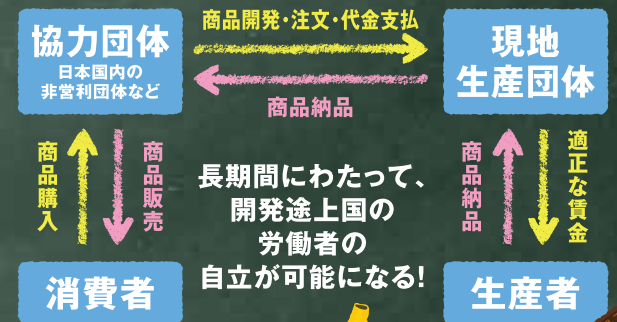 商品開発・注文・代金支払
協力団体
日本国内の
非営利団体など
現地
生産団体
商品納品
商品購入
商品販売
長期間にわたって、
開発途上国の
労働者の
自立が可能になる!
商品納品
適正な賃金
消費者
生産者